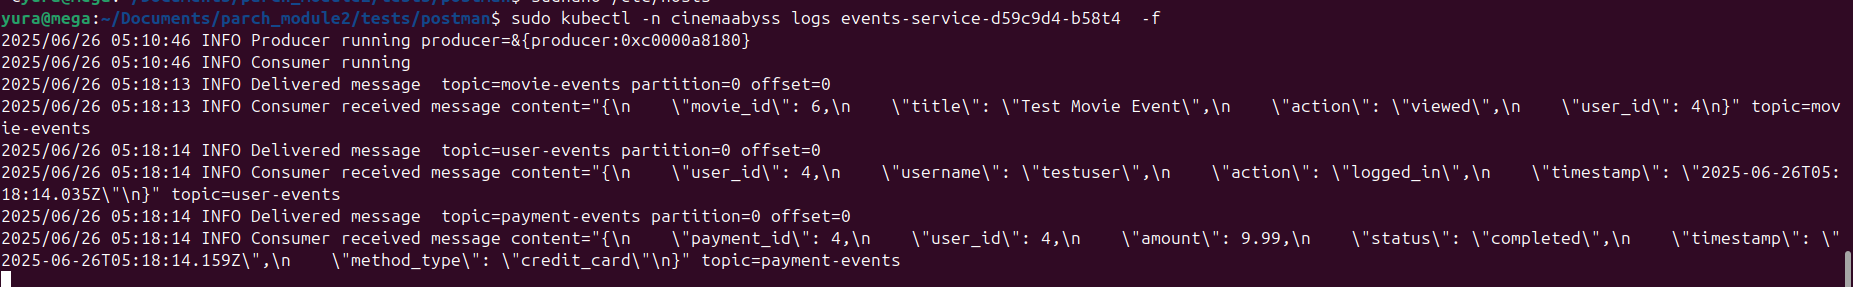 yura@mega:~/Documents/parch_module2/tests/postman$ sudo kubectl -n cinemaabyss logs events-service-d59c9d4-b58t4  -f
2025/06/26 05:10:46 INFO Producer running producer=&{producer:0xc0000a8180}
2025/06/26 05:10:46 INFO Consumer running
2025/06/26 05:18:13 INFO Delivered message  topic=movie-events partition=0 offset=0
2025/06/26 05:18:13 INFO Consumer received message content="{\n    \"movie_id\": 6,\n    \"title\": \"Test Movie Event\",\n    \"action\": \"viewed\",\n    \"user_id\": 4\n}" topic=mov
ie-events
2025/06/26 05:18:14 INFO Delivered message  topic=user-events partition=0 offset=0
2025/06/26 05:18:14 INFO Consumer received message content="{\n    \"user_id\": 4,\n    \"username\": \"testuser\",\n    \"action\": \"logged_in\",\n    \"timestamp\": \"2025-06-26T05:
18:14.035Z\"\n}" topic=user-events
2025/06/26 05:18:14 INFO Delivered message  topic=payment-events partition=0 offset=0
2025/06/26 05:18:14 INFO Consumer received message content="{\n    \"payment_id\": 4,\n    \"user_id\": 4,\n    \"amount\": 9.99,\n    \"status\": \"completed\",\n    \"timestamp\": \"
2025-06-26T05:18:14.159Z\",\n    \"method_type\": \"credit_card\"\n}" topic=payment-events